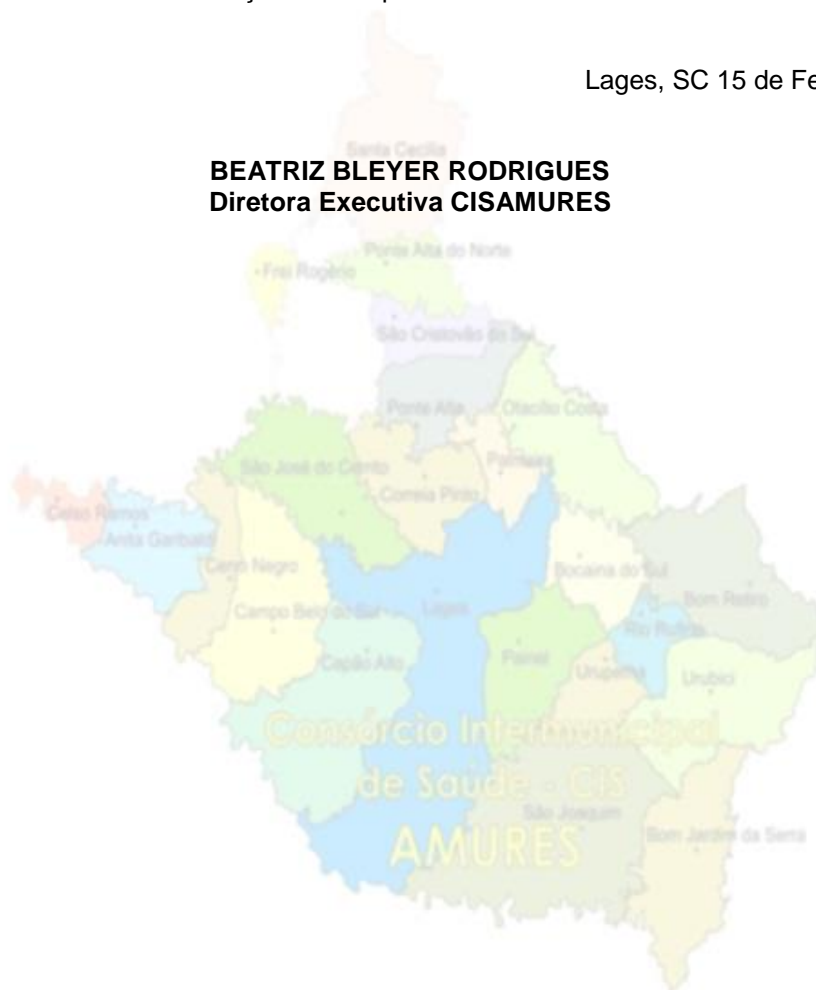 Lages, SC 15 de Fe
Santa Cecília
BEATRIZ BLEYER RODRIGUES
Diretora Executiva CISAMURES
Ponte Alta do Norte
Frei Rogério
São Cristovão do Sul
Ponte Alta
Otacílio Costa
São José do Cerrito
Palmeira
Correia Pinto
Celso Ramos
Anita Garibaldi
Cerro Negro
Bocaina do Sul
Bom Retiro
Campo Belo do Sul
Lages
Rio Rufino
Capão Alto
Painel
Urupema
Urubici
Consórcio Intermunicipal
de Saúde - CIS
São Joaquim
AMURES
Bom Jardim da Serra